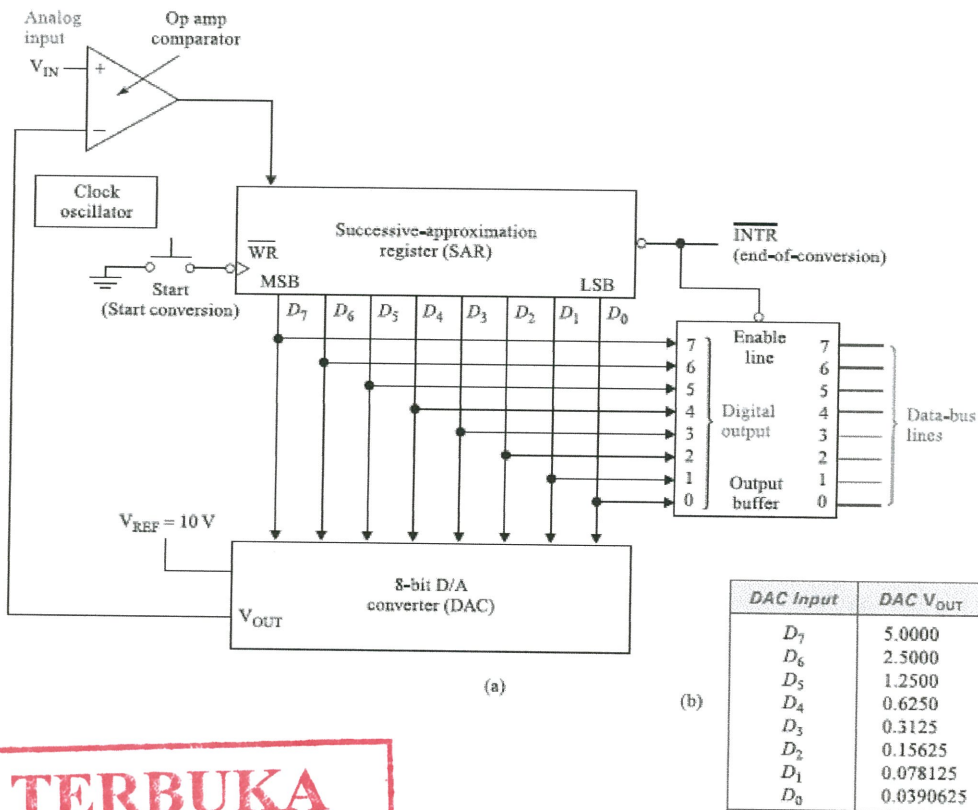 Analog
input
Op amp
comparator
V_IN
+
−
Clock
oscillator
Successive-approximation
register (SAR)
WR
MSB
LSB
Start
(Start conversion)
INTR
(end-of-conversion)
D7 D6 D5 D4 D3 D2 D1 D0
Enable
line
7 7
6 6
5 5
4 4
3 3
2 2
1 1
0 0
Digital
output
Output
buffer
Data-bus
lines
V_REF = 10 V
8-bit D/A
converter (DAC)
V_OUT
(a)
(b)
DAC Input DAC V_OUT
D7 5.0000
D6 2.5000
D5 1.2500
D4 0.6250
D3 0.3125
D2 0.15625
D1 0.078125
D0 0.0390625
TERBUKA